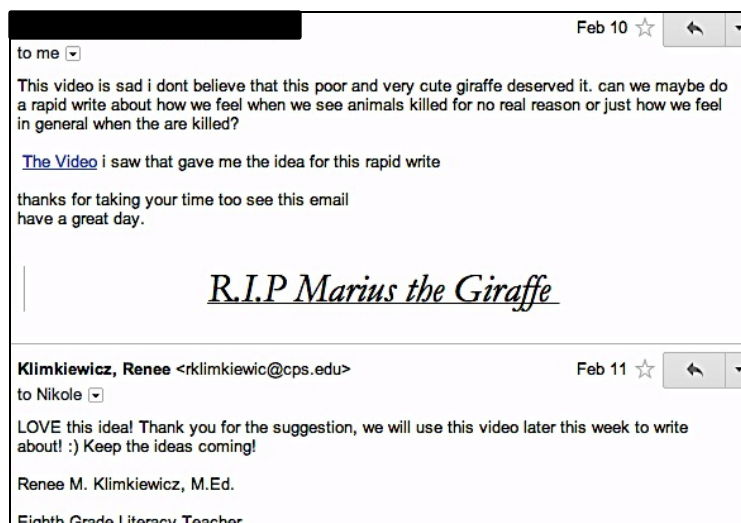 Feb 10
to me
This video is sad i dont believe that this poor and very cute giraffe deserved it. can we maybe do
a rapid write about how we feel when we see animals killed for no real reason or just how we feel
in general when the are killed?
The Video i saw that gave me the idea for this rapid write
thanks for taking your time too see this email
have a great day.
R.I.P Marius the Giraffe
Klimkiewicz, Renee <rklimkiewic@cps.edu> Feb 11
to Nikole
LOVE this idea! Thank you for the suggestion, we will use this video later this week to write
about! :) Keep the ideas coming!
Renee M. Klimkiewicz, M.Ed.
Eighth Grade Literacy Teacher